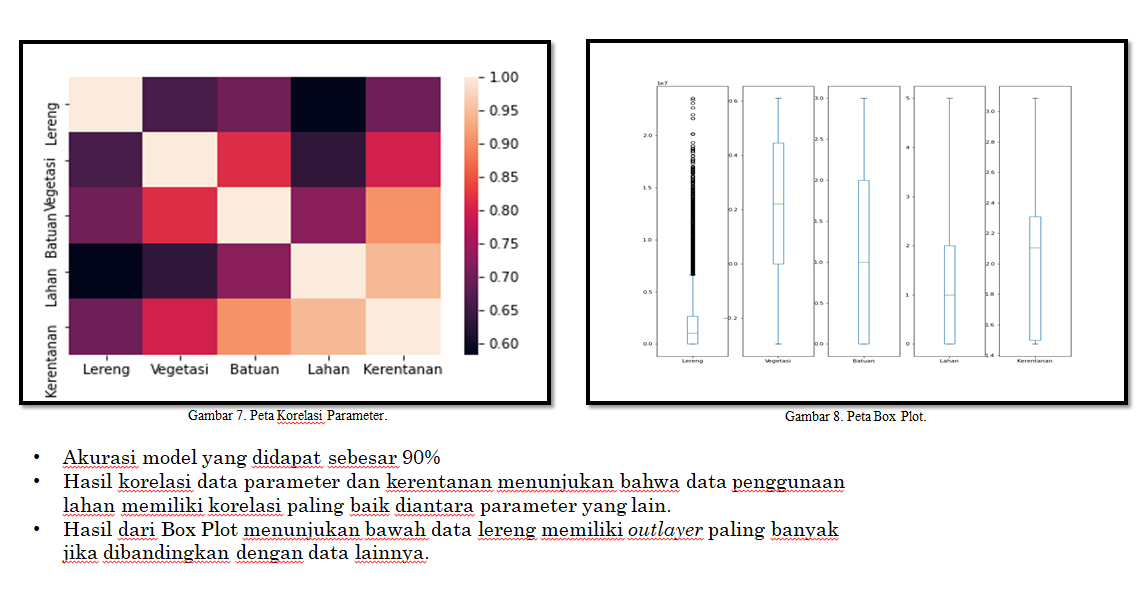 1.00
0.95
0.90
0.85
0.80
0.75
0.70
0.65
0.60
Lereng
Vegetasi
Batuan
Lahan
Kerentanan
Lereng Vegetasi Batuan Lahan Kerentanan
Gambar 7. Peta Korelasi Parameter.
1e7
2.0
1.5
1.0
0.5
0.0
Lereng
0.6
0.4
0.2
0.0
−0.2
Vegetasi
3.0
2.5
2.0
1.5
1.0
0.5
0.0
Batuan
5
4
3
2
1
0
Lahan
3.0
2.8
2.6
2.4
2.2
2.0
1.8
1.6
1.4
Kerentanan
Gambar 8. Peta Box Plot.
• Akurasi model yang didapat sebesar 90%
• Hasil korelasi data parameter dan kerentanan menunjukan bahwa data penggunaan
lahan memiliki korelasi paling baik diantara parameter yang lain.
• Hasil dari Box Plot menunjukan bawah data lereng memiliki outlayer paling banyak
jika dibandingkan dengan data lainnya.